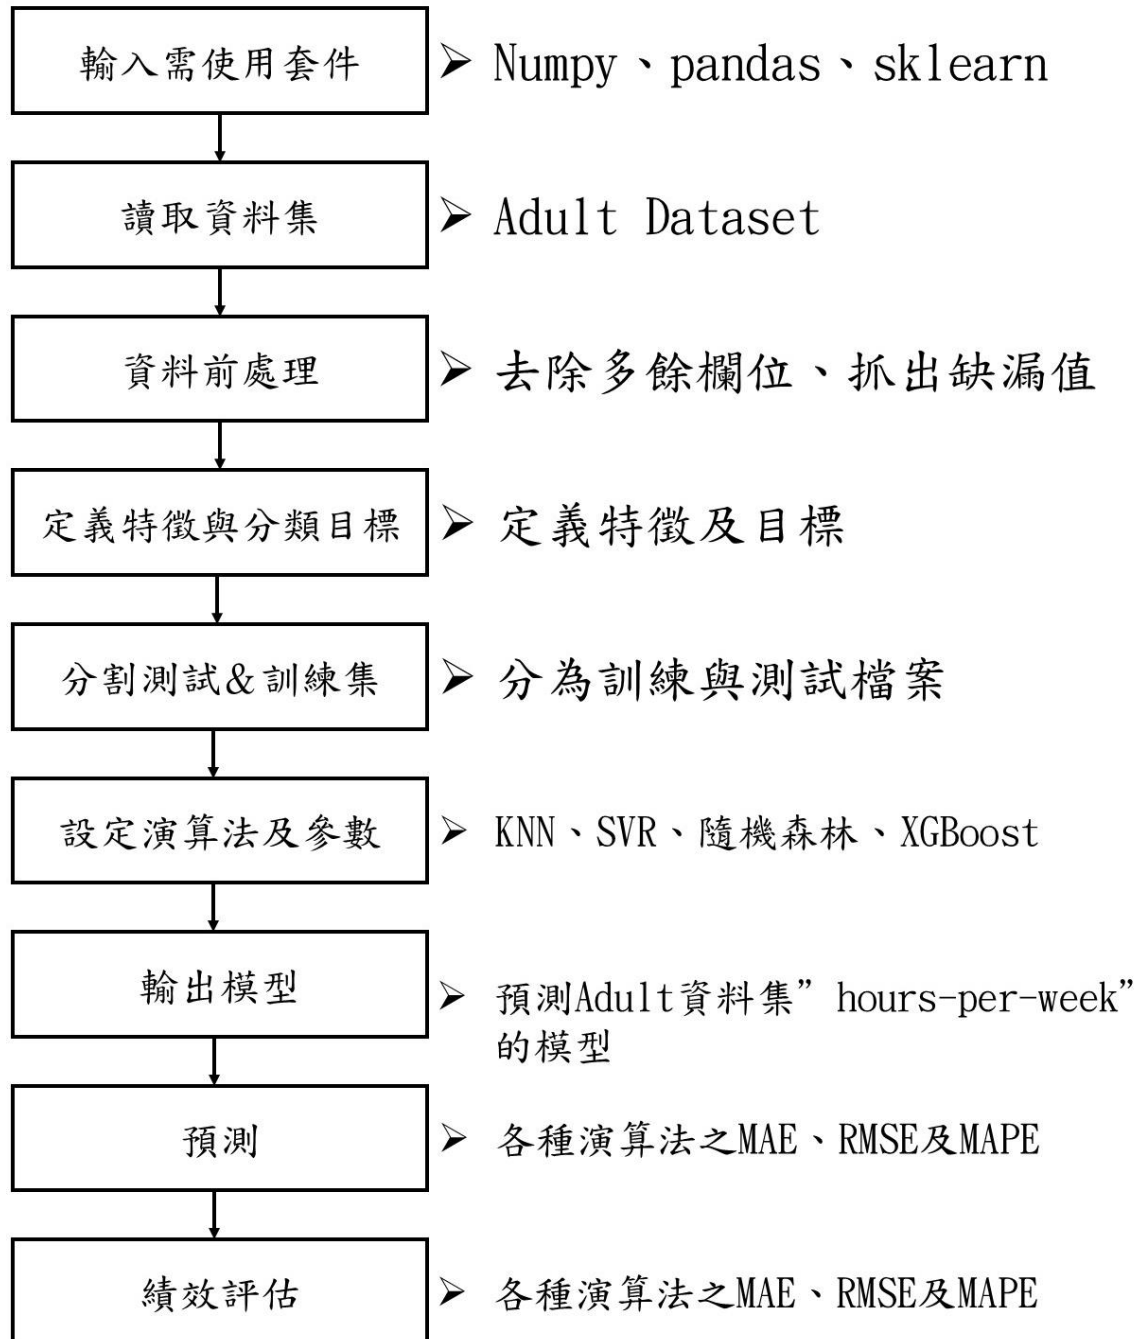 輸入需使用套件
➢ Numpy、pandas、sklearn
讀取資料集
➢ Adult Dataset
資料前處理
➢ 去除多餘欄位、抓出缺漏值
定義特徵與分類目標
➢ 定義特徵及目標
分割測試&訓練集
➢ 分為訓練與測試檔案
設定演算法及參數
➢ KNN、SVR、隨機森林、XGBoost
輸出模型
➢ 預測Adult資料集” hours-per-week”
的模型
預測
➢ 各種演算法之MAE、RMSE及MAPE
績效評估
➢ 各種演算法之MAE、RMSE及MAPE